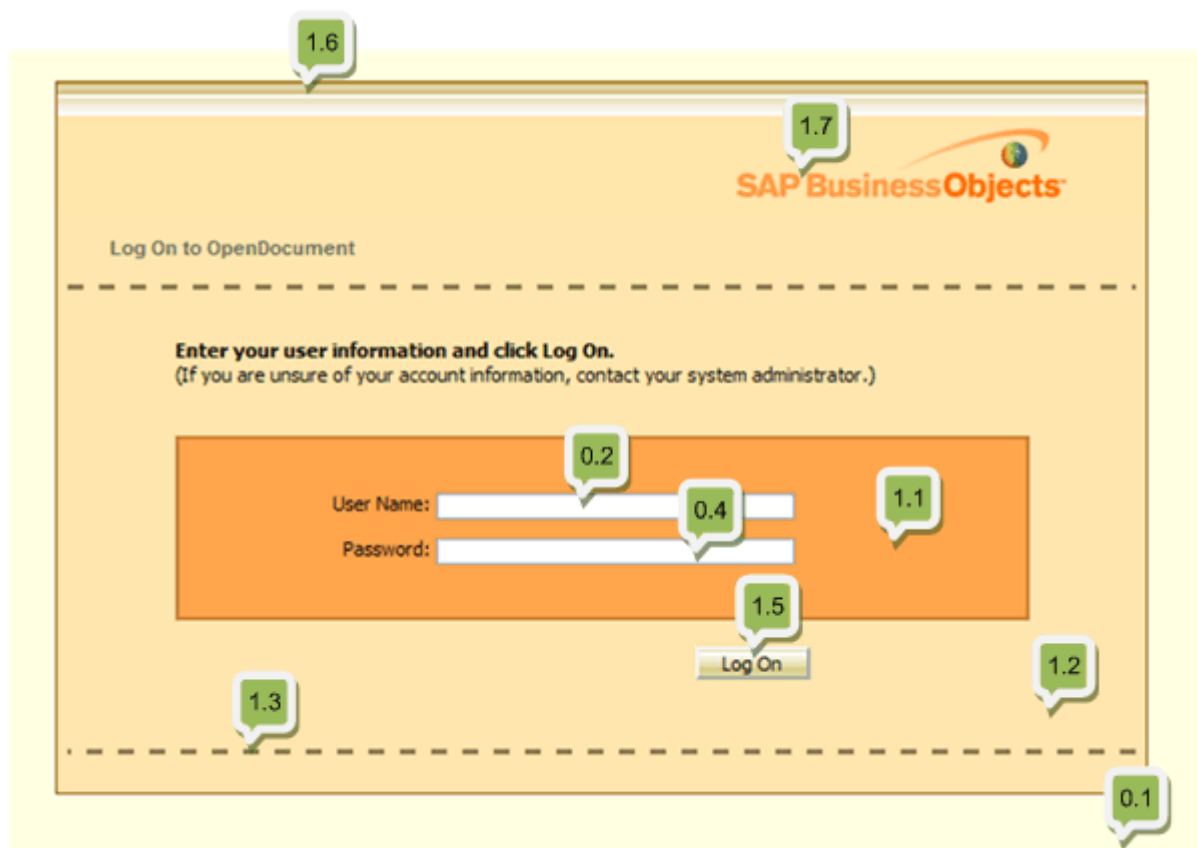 1.6
1.7
SAP BusinessObjects™
Log On to OpenDocument
Enter your user information and click Log On.
(If you are unsure of your account information, contact your system administrator.)
0.2
User Name:
0.4
1.1
Password:
1.5
Log On
1.2
1.3
0.1